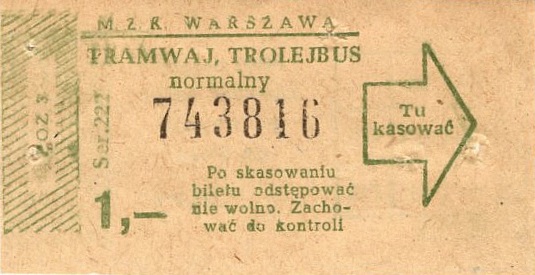 M.Z.K. WARSZAWA
TRAMWAJ, TROLEJBUS
normalny
743816
Tu
kasować
Ser.222
1,—
Po skasowaniu
biletu odstępować
nie wolno. Zacho-
wać do kontroli